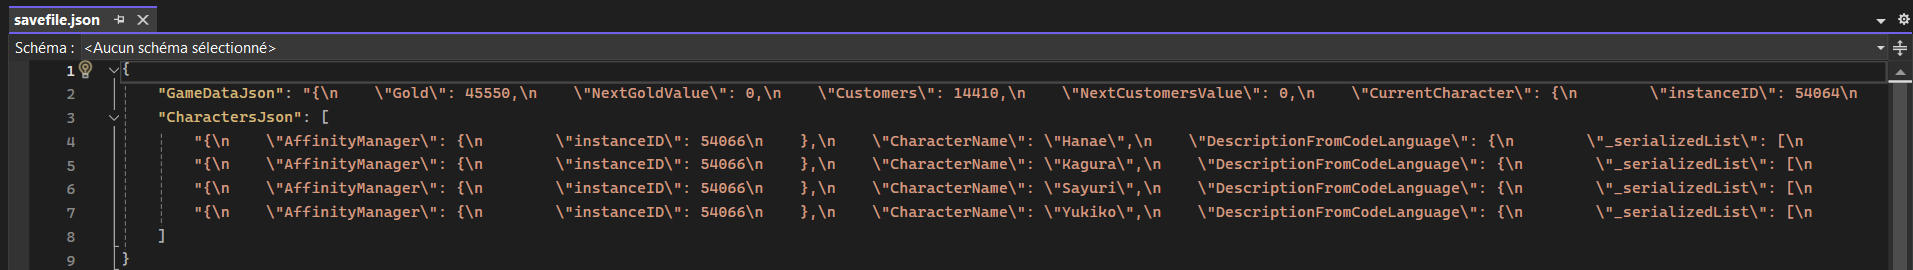 savefile.json
Schéma : <Aucun schéma sélectionné>
1 {
2 "GameDataJson": "{\n    \"Gold\": 45550,\n    \"NextGoldValue\": 0,\n    \"Customers\": 14410,\n    \"NextCustomersValue\": 0,\n    \"CurrentCharacter\": {\n        \"instanceID\": 54064\n
3 "CharactersJson": [
4 "{\n    \"AffinityManager\": {\n        \"instanceID\": 54066\n    },\n    \"CharacterName\": \"Hanae\",\n    \"DescriptionFromCodeLanguage\": {\n        \"_serializedList\": [\n
5 "{\n    \"AffinityManager\": {\n        \"instanceID\": 54066\n    },\n    \"CharacterName\": \"Kagura\",\n    \"DescriptionFromCodeLanguage\": {\n        \"_serializedList\": [\n
6 "{\n    \"AffinityManager\": {\n        \"instanceID\": 54066\n    },\n    \"CharacterName\": \"Sayuri\",\n    \"DescriptionFromCodeLanguage\": {\n        \"_serializedList\": [\n
7 "{\n    \"AffinityManager\": {\n        \"instanceID\": 54066\n    },\n    \"CharacterName\": \"Yukiko\",\n    \"DescriptionFromCodeLanguage\": {\n        \"_serializedList\": [\n
8 ]
9 }